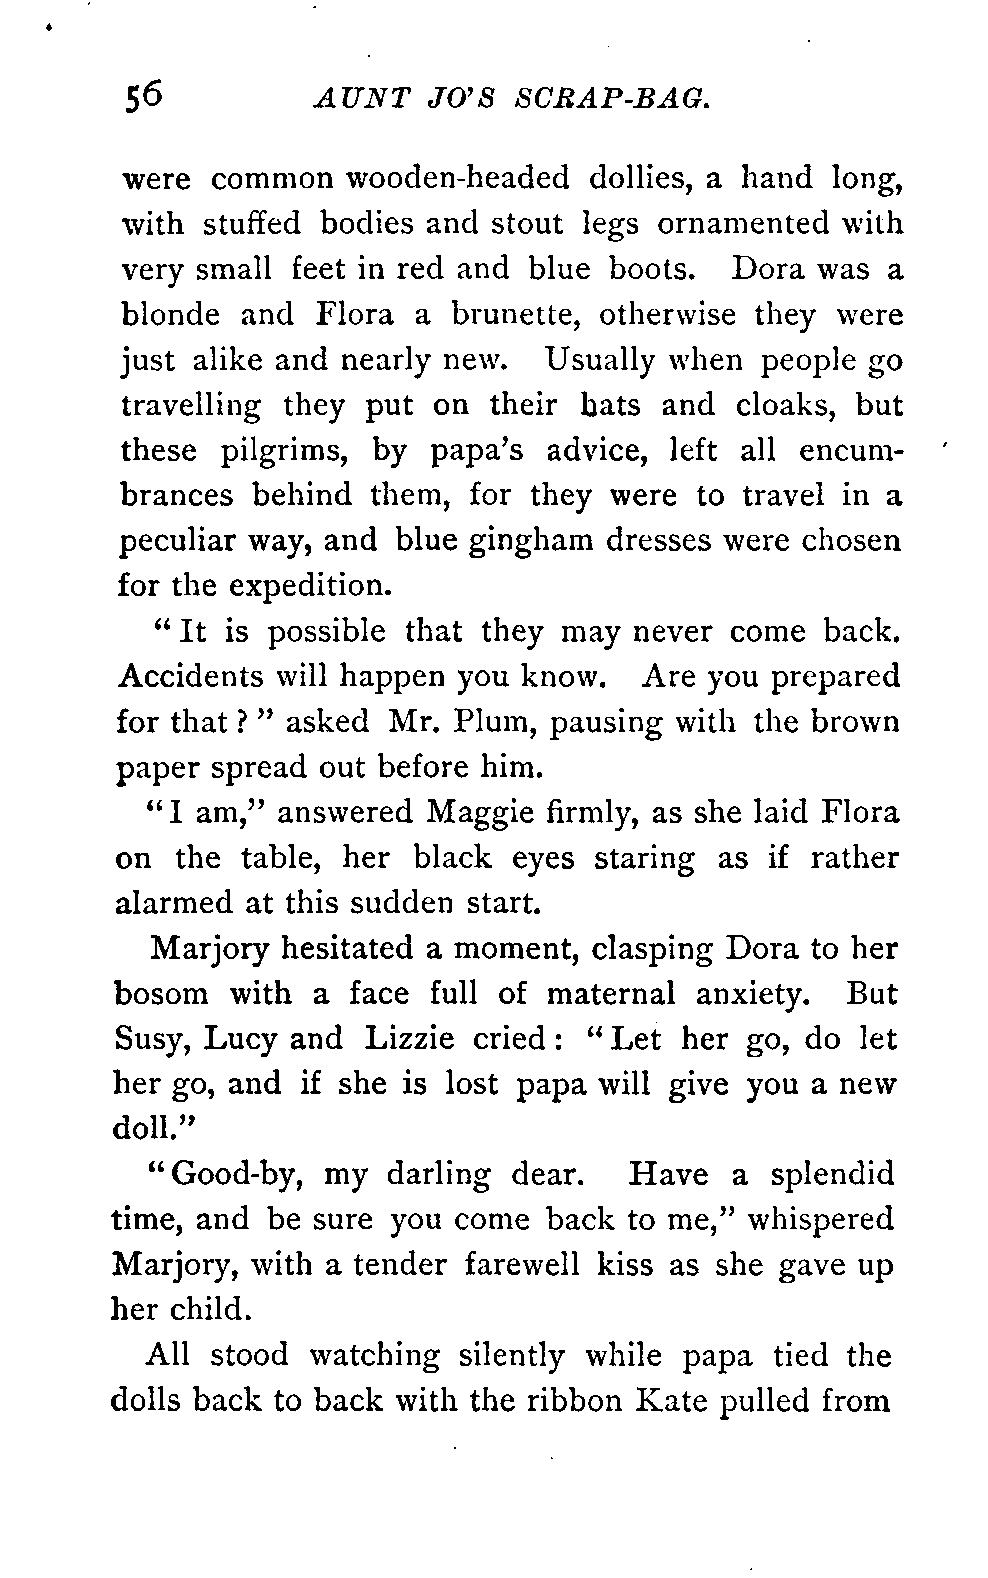 56 AUNT JO'S SCRAP-BAG.
were common wooden-headed dollies, a hand long,
with stuffed bodies and stout legs ornamented with
very small feet in red and blue boots. Dora was a
blonde and Flora a brunette, otherwise they were
just alike and nearly new. Usually when people go
travelling they put on their hats and cloaks, but
these pilgrims, by papa's advice, left all encum-
brances behind them, for they were to travel in a
peculiar way, and blue gingham dresses were chosen
for the expedition.
"It is possible that they may never come back.
Accidents will happen you know. Are you prepared
for that?" asked Mr. Plum, pausing with the brown
paper spread out before him.
"I am," answered Maggie firmly, as she laid Flora
on the table, her black eyes staring as if rather
alarmed at this sudden start.
Marjory hesitated a moment, clasping Dora to her
bosom with a face full of maternal anxiety. But
Susy, Lucy and Lizzie cried: "Let her go, do let
her go, and if she is lost papa will give you a new
doll."
"Good-by, my darling dear. Have a splendid
time, and be sure you come back to me," whispered
Marjory, with a tender farewell kiss as she gave up
her child.
All stood watching silently while papa tied the
dolls back to back with the ribbon Kate pulled from